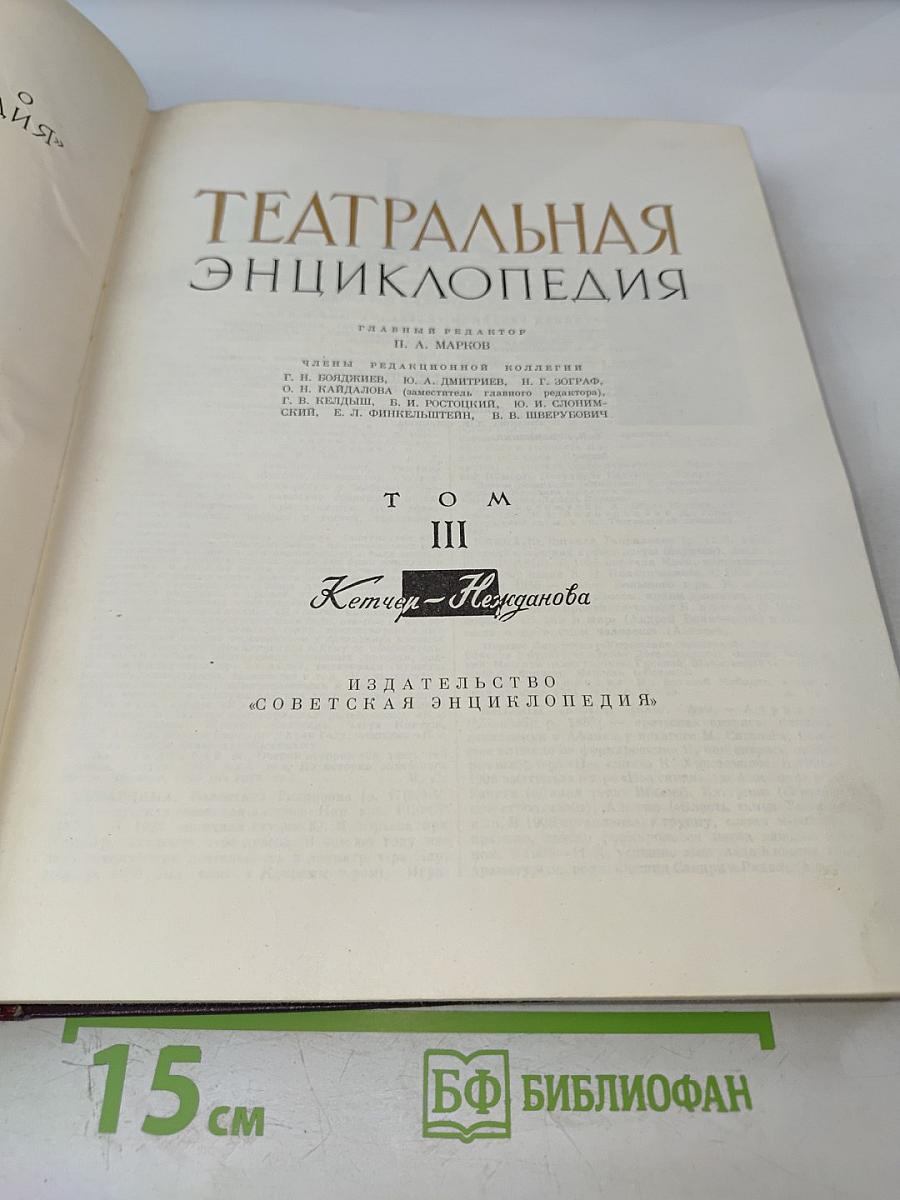 ТЕАТРАЛЬНАЯ
ЭНЦИКЛОПЕДИЯ
ГЛАВНЫЙ РЕДАКТОР
П. А. МАРКОВ
ЧЛЕНЫ РЕДАКЦИОННОЙ КОЛЛЕГИИ
Г. Н. БОЯДЖИЕВ, Ю. А. ДМИТРИЕВ, Н. Г. ЗОГРАФ,
О. Н. КАЙДАЛОВА (заместитель главного редактора),
Г. В. КЕЛДЫШ, Б. И. РОСТОЦКИЙ, Ю. И. СЛОНИМ-
СКИЙ, Е. Л. ФИНКЕЛЬШТЕЙН, В. В. ШВЕРУБОВИЧ
ТОМ
III
Кетчер — Нежданова
ИЗДАТЕЛЬСТВО
«СОВЕТСКАЯ ЭНЦИКЛОПЕДИЯ»
15 см
БФ БИБЛИОФАН